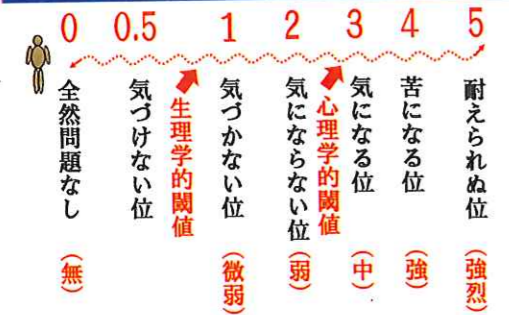 0 0.5 1 2 3 4 5
全然問題なし (無)
気づけない位
生理学的閾値
気づかない位 (微弱)
気にならない位 (弱)
心理学的閾値
気になる位 (中)
苦になる位 (強)
耐えられぬ位 (強烈)